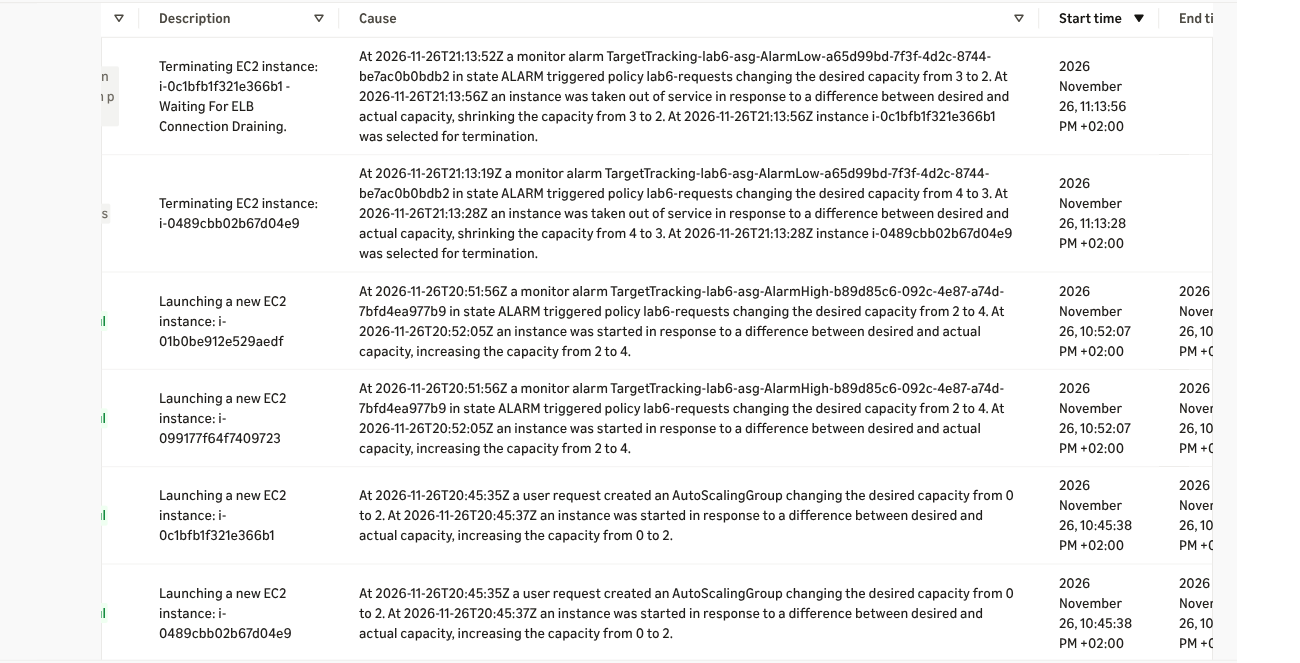 Description Cause Start time End ti
n
n p
Terminating EC2 instance:
i-0c1bfb1f321e366b1 -
Waiting For ELB
Connection Draining.
At 2026-11-26T21:13:52Z a monitor alarm TargetTracking-lab6-asg-AlarmLow-a65d99bd-7f3f-4d2c-8744-
be7ac0b0bdb2 in state ALARM triggered policy lab6-requests changing the desired capacity from 3 to 2. At
2026-11-26T21:13:56Z an instance was taken out of service in response to a difference between desired and
actual capacity, shrinking the capacity from 3 to 2. At 2026-11-26T21:13:56Z instance i-0c1bfb1f321e366b1
was selected for termination.
2026
November
26, 11:13:56
PM +02:00
s
Terminating EC2 instance:
i-0489cbb02b67d04e9
At 2026-11-26T21:13:19Z a monitor alarm TargetTracking-lab6-asg-AlarmLow-a65d99bd-7f3f-4d2c-8744-
be7ac0b0bdb2 in state ALARM triggered policy lab6-requests changing the desired capacity from 4 to 3. At
2026-11-26T21:13:28Z an instance was taken out of service in response to a difference between desired and
actual capacity, shrinking the capacity from 4 to 3. At 2026-11-26T21:13:28Z instance i-0489cbb02b67d04e9
was selected for termination.
2026
November
26, 11:13:28
PM +02:00
Launching a new EC2
instance: i-
01b0be912e529aedf
At 2026-11-26T20:51:56Z a monitor alarm TargetTracking-lab6-asg-AlarmHigh-b89d85c6-092c-4e87-a74d-
7bfd4ea977b9 in state ALARM triggered policy lab6-requests changing the desired capacity from 2 to 4. At
2026-11-26T20:52:05Z an instance was started in response to a difference between desired and actual
capacity, increasing the capacity from 2 to 4.
2026
November
26, 10:52:07
PM +02:00
2026
Nover
26, 10
PM +0
Launching a new EC2
instance: i-
099177f64f7409723
At 2026-11-26T20:51:56Z a monitor alarm TargetTracking-lab6-asg-AlarmHigh-b89d85c6-092c-4e87-a74d-
7bfd4ea977b9 in state ALARM triggered policy lab6-requests changing the desired capacity from 2 to 4. At
2026-11-26T20:52:05Z an instance was started in response to a difference between desired and actual
capacity, increasing the capacity from 2 to 4.
2026
November
26, 10:52:07
PM +02:00
2026
Nover
26, 10
PM +0
Launching a new EC2
instance: i-
0c1bfb1f321e366b1
At 2026-11-26T20:45:35Z a user request created an AutoScalingGroup changing the desired capacity from 0
to 2. At 2026-11-26T20:45:37Z an instance was started in response to a difference between desired and
actual capacity, increasing the capacity from 0 to 2.
2026
November
26, 10:45:38
PM +02:00
2026
Nover
26, 10
PM +0
Launching a new EC2
instance: i-
0489cbb02b67d04e9
At 2026-11-26T20:45:35Z a user request created an AutoScalingGroup changing the desired capacity from 0
to 2. At 2026-11-26T20:45:37Z an instance was started in response to a difference between desired and
actual capacity, increasing the capacity from 0 to 2.
2026
November
26, 10:45:38
PM +02:00
2026
Nover
26, 10
PM +0